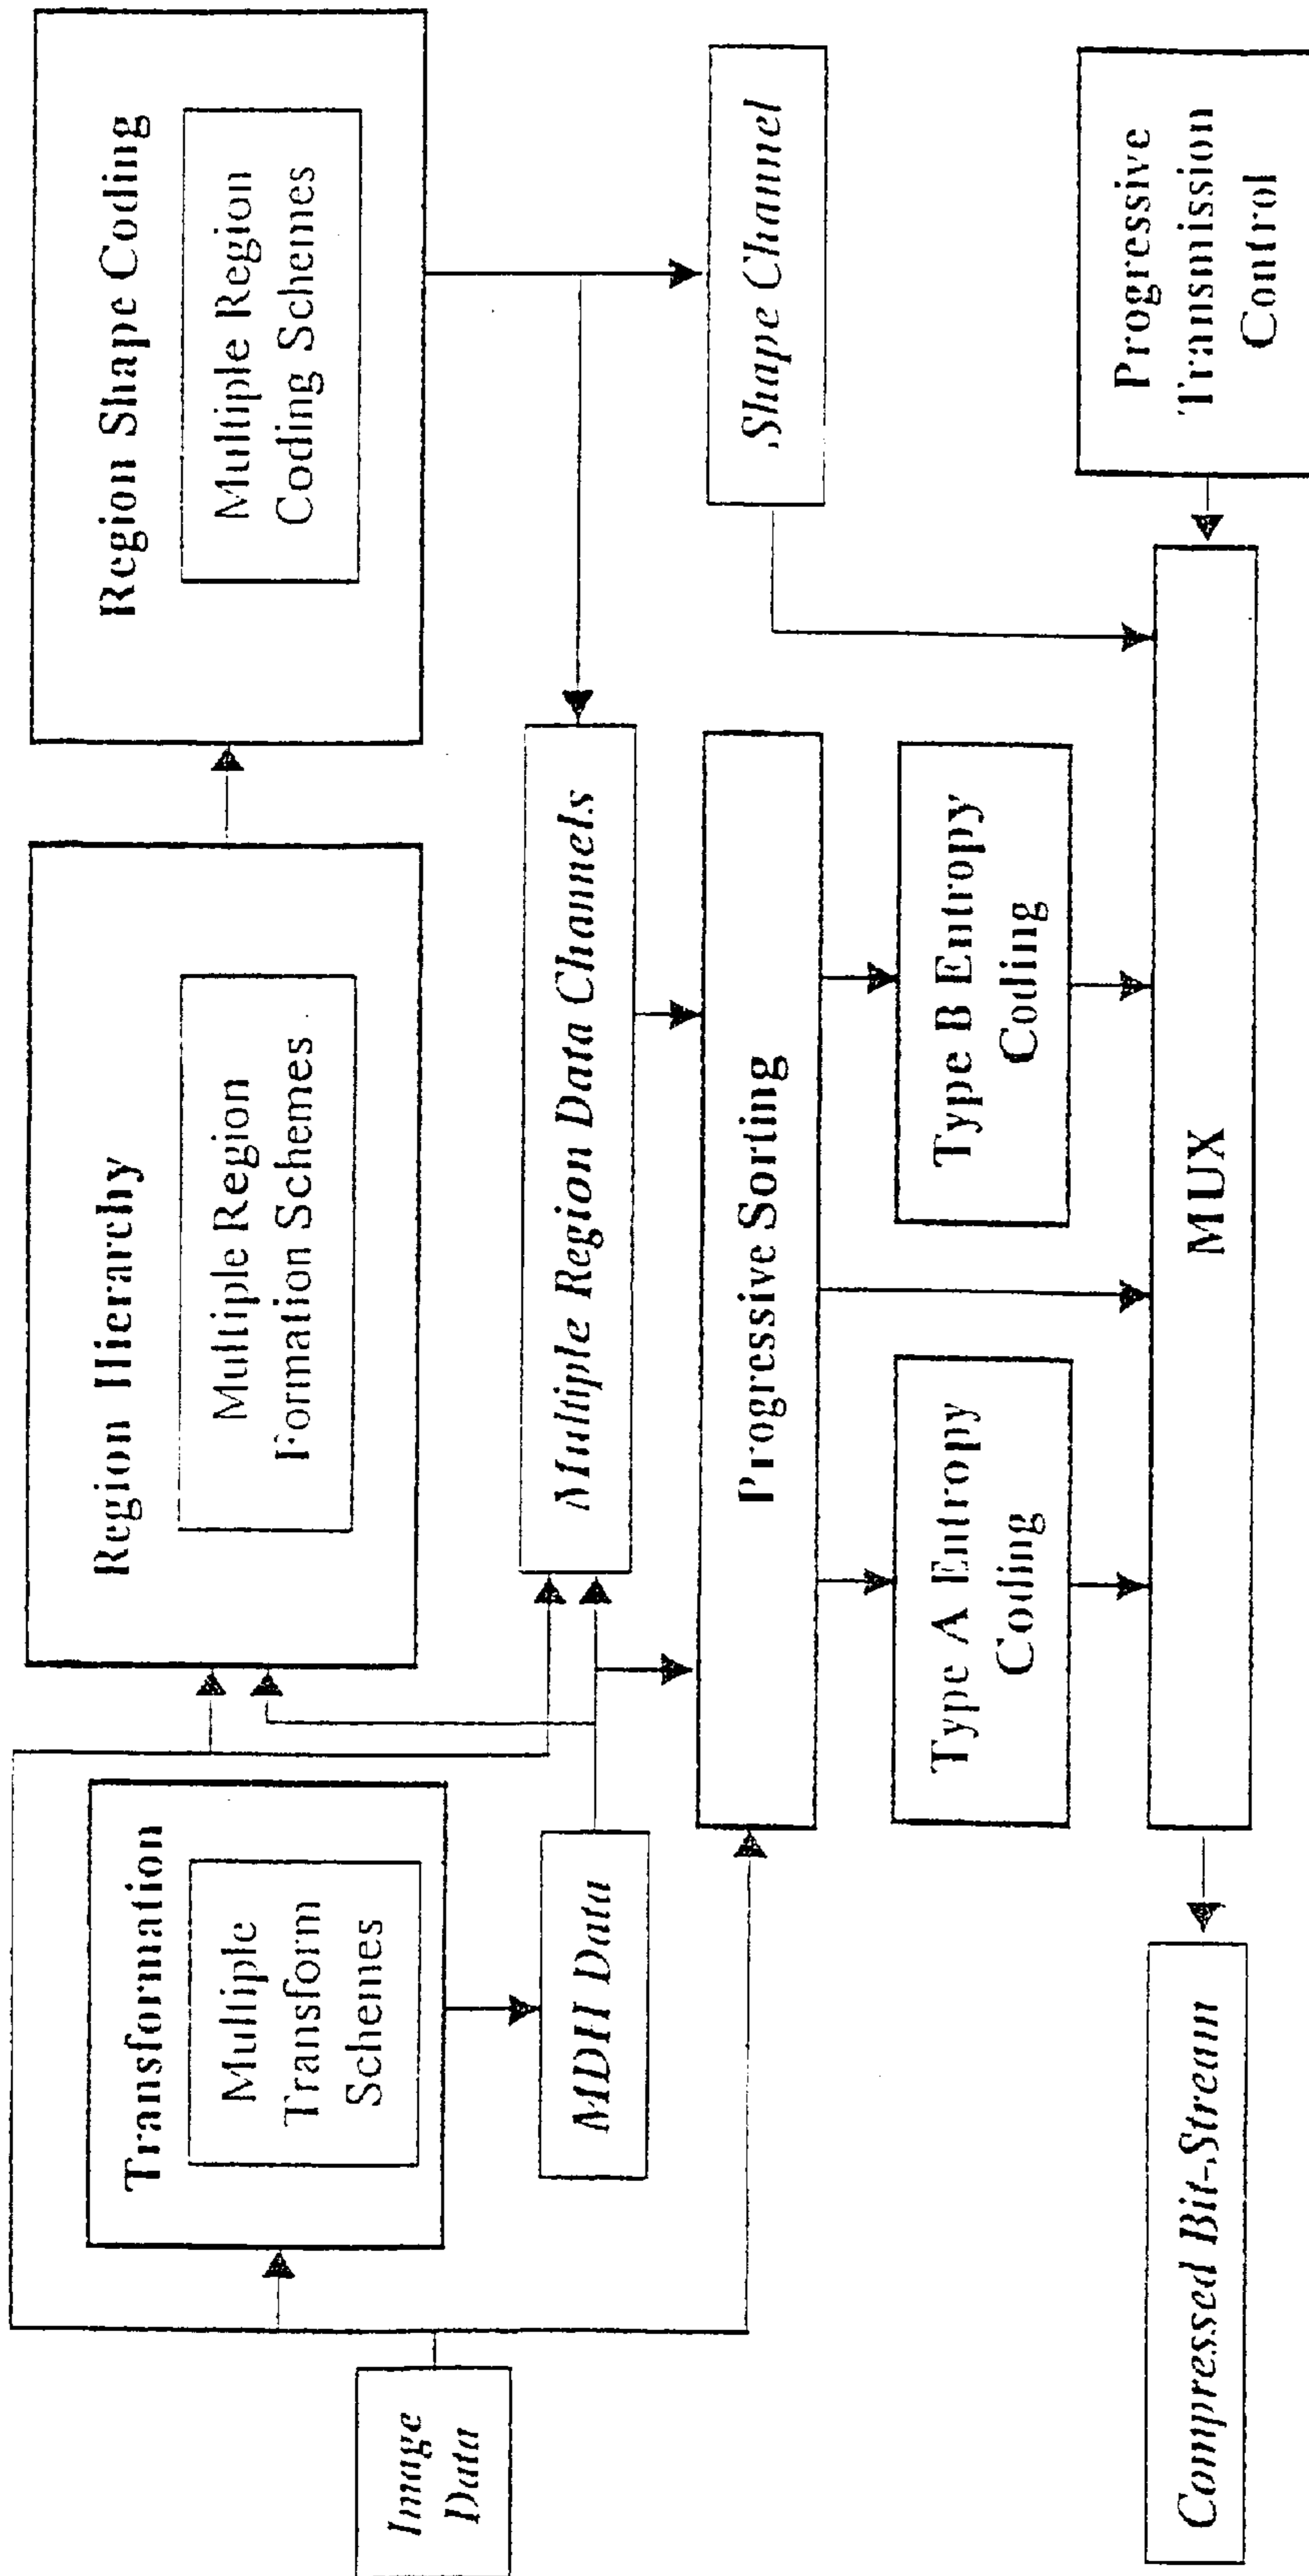 Image
Data
Transformation
Multiple
Transform
Schemes
MDH Data
Region Hierarchy
Multiple Region
Formation Schemes
Region Shape Coding
Multiple Region
Coding Schemes
Multiple Region Data Channels
Shape Channel
Progressive Sorting
Type A Entropy
Coding
Type B Entropy
Coding
Progressive
Transmission
Control
MUX
Compressed Bit-Stream